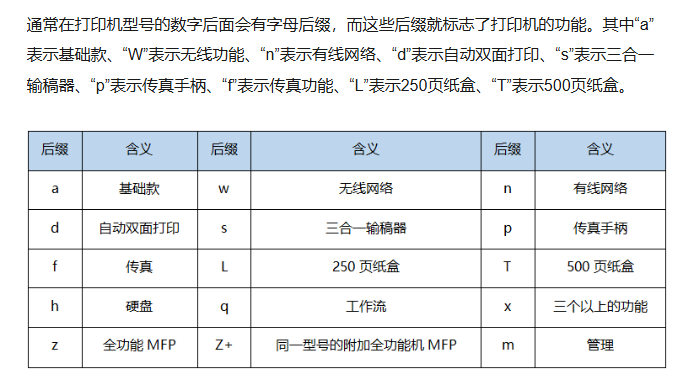 通常在打印机型号的数字后面会有字母后缀，而这些后缀就标志了打印机的功能。其中“a”
表示基础款、“W”表示无线功能、“n”表示有线网络、“d”表示自动双面打印、“s”表示三合一
输稿器、“p”表示传真手柄、“f”表示传真功能、“L”表示250页纸盒、“T”表示500页纸盒。
后缀 含义 后缀 含义 后缀 含义
a 基础款 w 无线网络 n 有线网络
d 自动双面打印 s 三合一输稿器 p 传真手柄
f 传真 L 250 页纸盒 T 500 页纸盒
h 硬盘 q 工作流 x 三个以上的功能
z 全功能 MFP Z+ 同一型号的附加全功能机 MFP m 管理